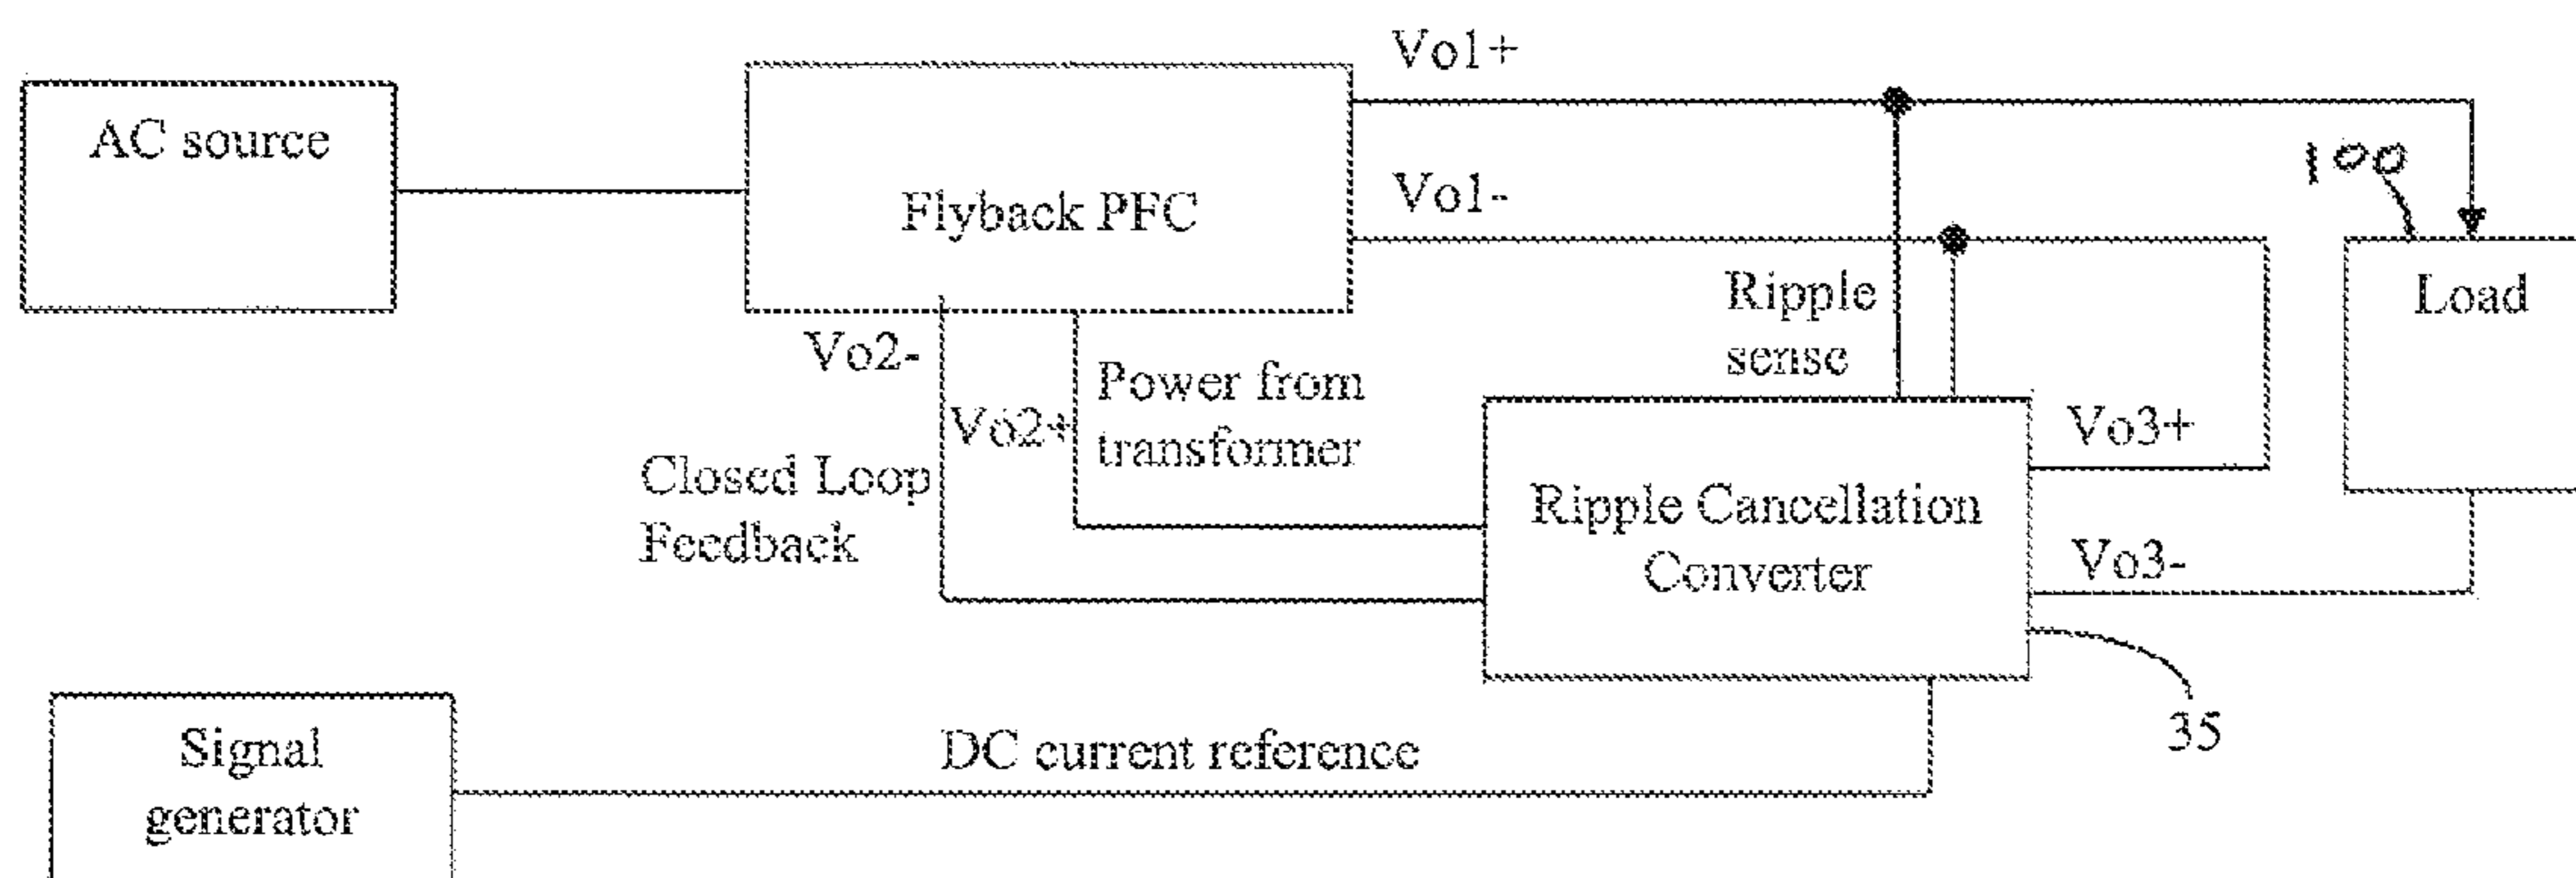 AC source
Flyback PFC
Vo1+
Vo1-
100
Load
Ripple
sense
Vo2-
Vo2+
Power from
transformer
Closed Loop
Feedback
Ripple Cancellation
Converter
Vo3+
Vo3-
35
Signal
generator
DC current reference